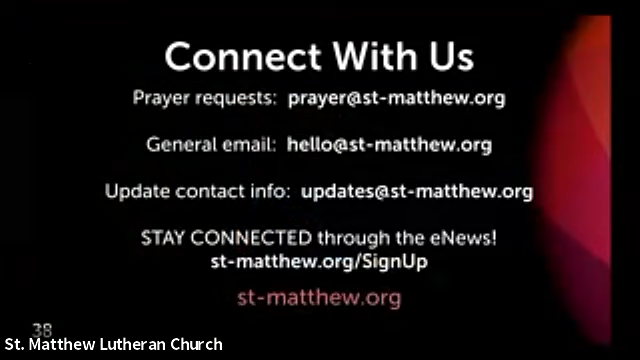 Connect With Us
Prayer requests: prayer@st-matthew.org
General email: hello@st-matthew.org
Update contact info: updates@st-matthew.org
STAY CONNECTED through the eNews!
st-matthew.org/SignUp
st-matthew.org
38
St. Matthew Lutheran Church